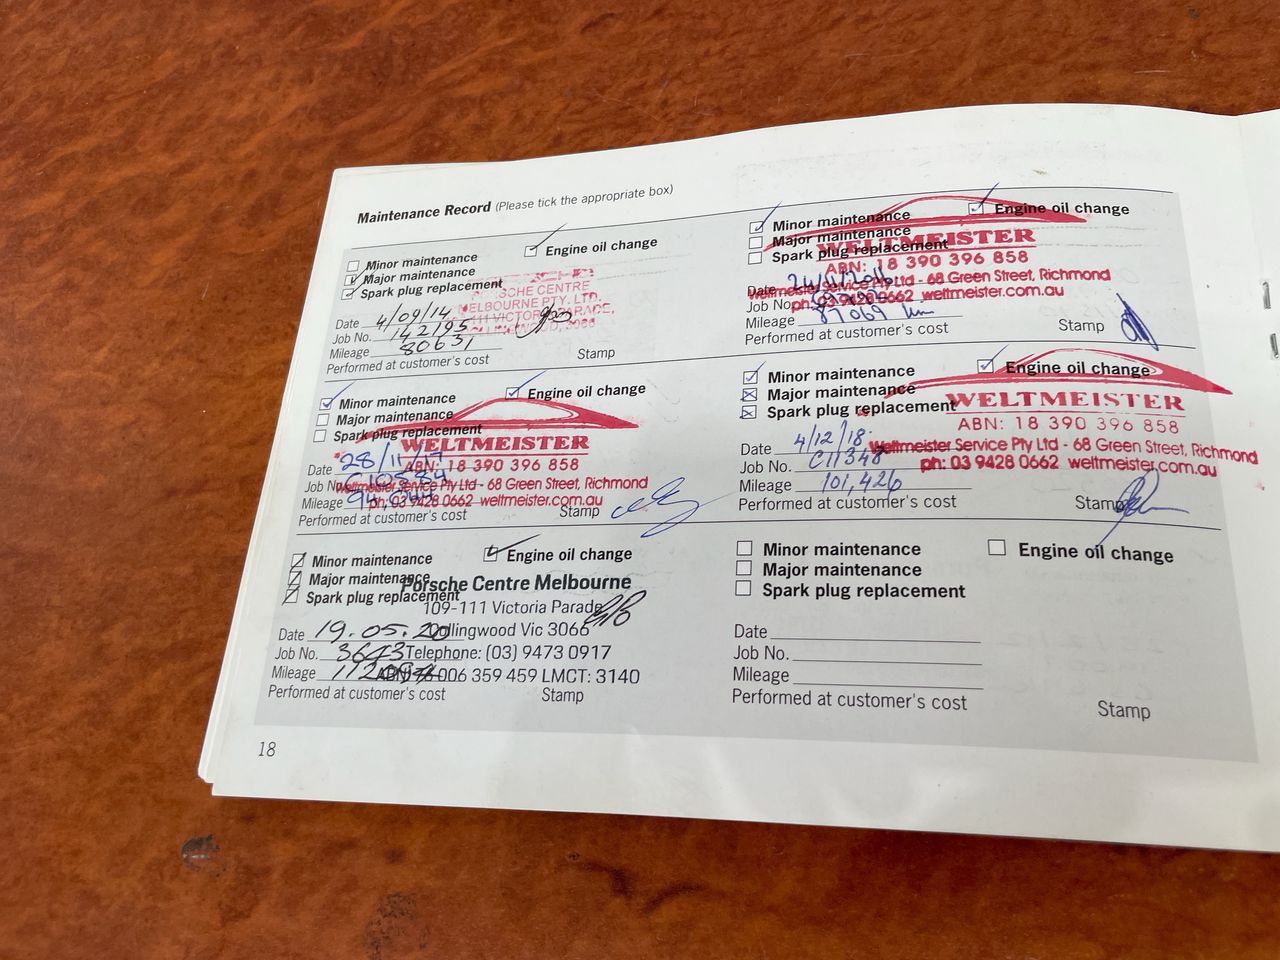 Maintenance Record (Please tick the appropriate box)
Minor maintenance
Engine oil change
Major maintenance
Spark plug replacement
PORSCHE CENTRE
MELBOURNE PTY. LTD.
VICTORIA PARADE,
COLLINGWOOD, 3066
Date 4/09/14
Job No. 142195
Mileage 80631
Performed at customer's cost
Stamp
Minor maintenance
Engine oil change
Major maintenance
Spark plug replacement
WELTMEISTER
ABN: 18 390 396 858
Weltmeister Service Pty Ltd - 68 Green Street, Richmond
ph: 03 9428 0662 weltmeister.com.au
Date
Job No.
Mileage 87069 km
Performed at customer's cost
Stamp
Minor maintenance
Engine oil change
Major maintenance
Spark plug replacement
WELTMEISTER
ABN: 18 390 396 858
Weltmeister Service Pty Ltd - 68 Green Street, Richmond
ph: 03 9428 0662 weltmeister.com.au
Date 28/11/17
Job No.
Mileage
Performed at customer's cost
Stamp
Minor maintenance
Engine oil change
Major maintenance
Spark plug replacement
WELTMEISTER
ABN: 18 390 396 858
Weltmeister Service Pty Ltd - 68 Green Street, Richmond
ph: 03 9428 0662 weltmeister.com.au
Date 4/12/18
Job No. C11348
Mileage 101,426
Performed at customer's cost
Stamp
Minor maintenance
Engine oil change
Major maintenance
Spark plug replacement
Porsche Centre Melbourne
109-111 Victoria Parade
Collingwood Vic 3066
Telephone: (03) 9473 0917
006 359 459 LMCT: 3140
Date 19.05.20
Job No. 3643
Mileage
Performed at customer's cost
Stamp
Minor maintenance
Engine oil change
Major maintenance
Spark plug replacement
Date
Job No.
Mileage
Performed at customer's cost
Stamp
18